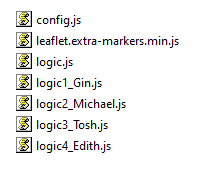 config.js
leaflet.extra-markers.min.js
logic.js
logic1_Gin.js
logic2_Michael.js
logic3_Tosh.js
logic4_Edith.js